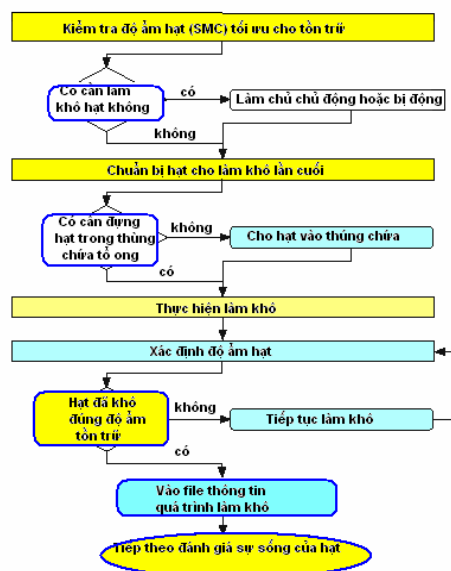 Kiểm tra độ ẩm hạt (SMC) tối ưu cho tồn trữ
Có cần làm
khô hạt không
có
Làm chủ chủ động hoặc bị động
không
Chuẩn bị hạt cho làm khô lần cuối
Có cần đựng
hạt trong thùng
chứa tổ ong
không
Cho hạt vào thúng chứa
có
Thực hiện làm khô
Xác định độ ẩm hạt
Hạt đã khô
đúng độ ẩm
tồn trữ
không
Tiếp tục làm khô
có
Vào file thông tin
quá trình làm khô
Tiếp theo đánh giá sự sống của hạt